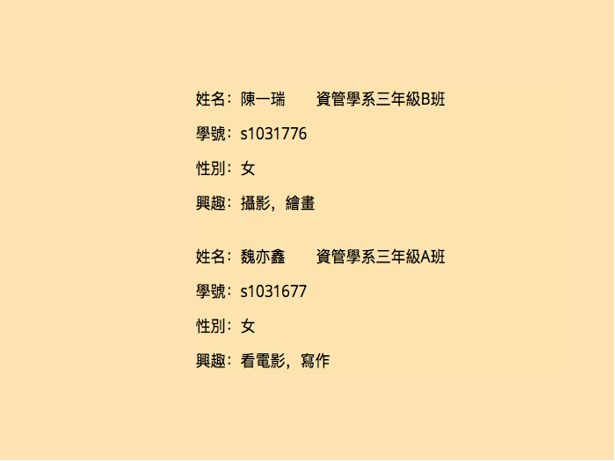 姓名：陳一瑞　　資管學系三年級B班
學號：s1031776
性別：女
興趣：攝影，繪畫
姓名：魏亦鑫　　資管學系三年級A班
學號：s1031677
性別：女
興趣：看電影，寫作